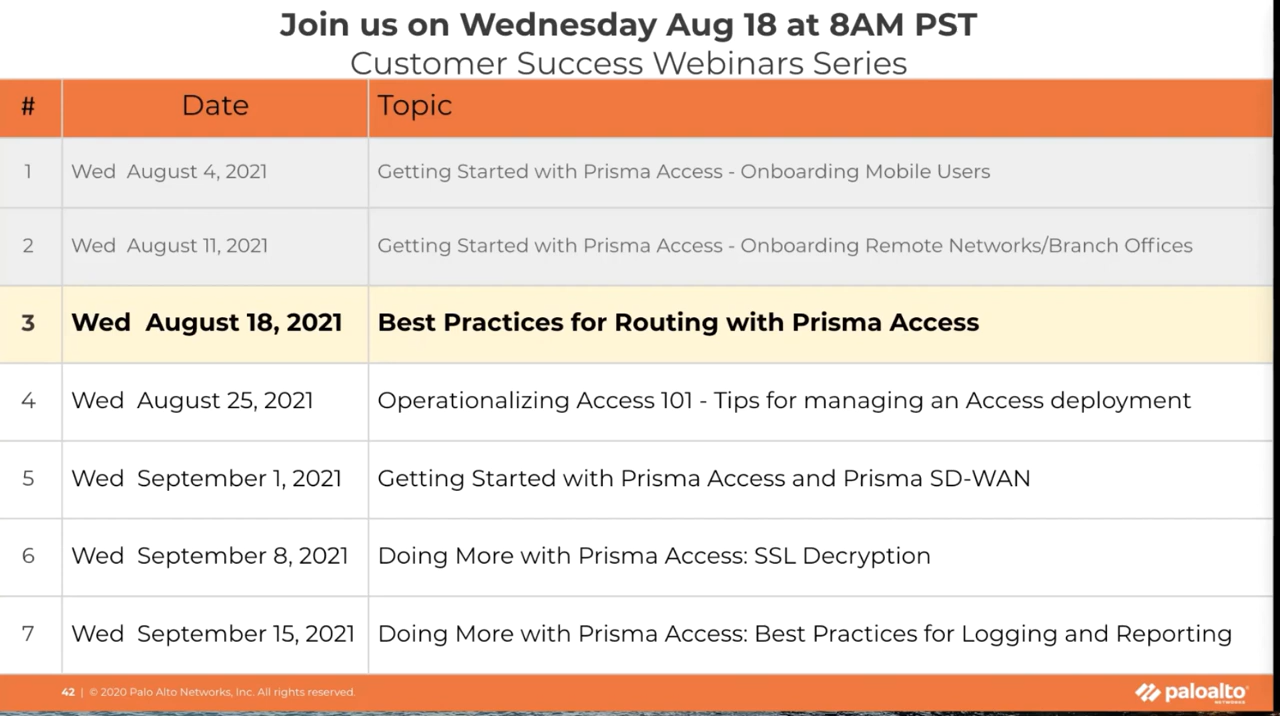 Join us on Wednesday Aug 18 at 8AM PST
Customer Success Webinars Series
# Date Topic
1 Wed August 4, 2021 Getting Started with Prisma Access - Onboarding Mobile Users
2 Wed August 11, 2021 Getting Started with Prisma Access - Onboarding Remote Networks/Branch Offices
3 Wed August 18, 2021 Best Practices for Routing with Prisma Access
4 Wed August 25, 2021 Operationalizing Access 101 - Tips for managing an Access deployment
5 Wed September 1, 2021 Getting Started with Prisma Access and Prisma SD-WAN
6 Wed September 8, 2021 Doing More with Prisma Access: SSL Decryption
7 Wed September 15, 2021 Doing More with Prisma Access: Best Practices for Logging and Reporting
42 | © 2020 Palo Alto Networks, Inc. All rights reserved.
paloalto
NETWORKS